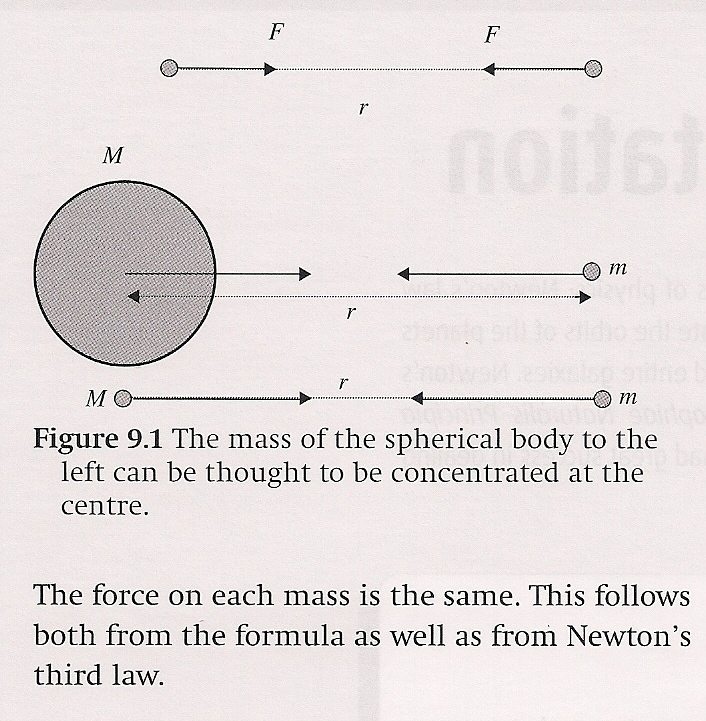 F F
r
M
m
r
r
M m
Figure 9.1 The mass of the spherical body to the
left can be thought to be concentrated at the
centre.
The force on each mass is the same. This follows
both from the formula as well as from Newton's
third law.